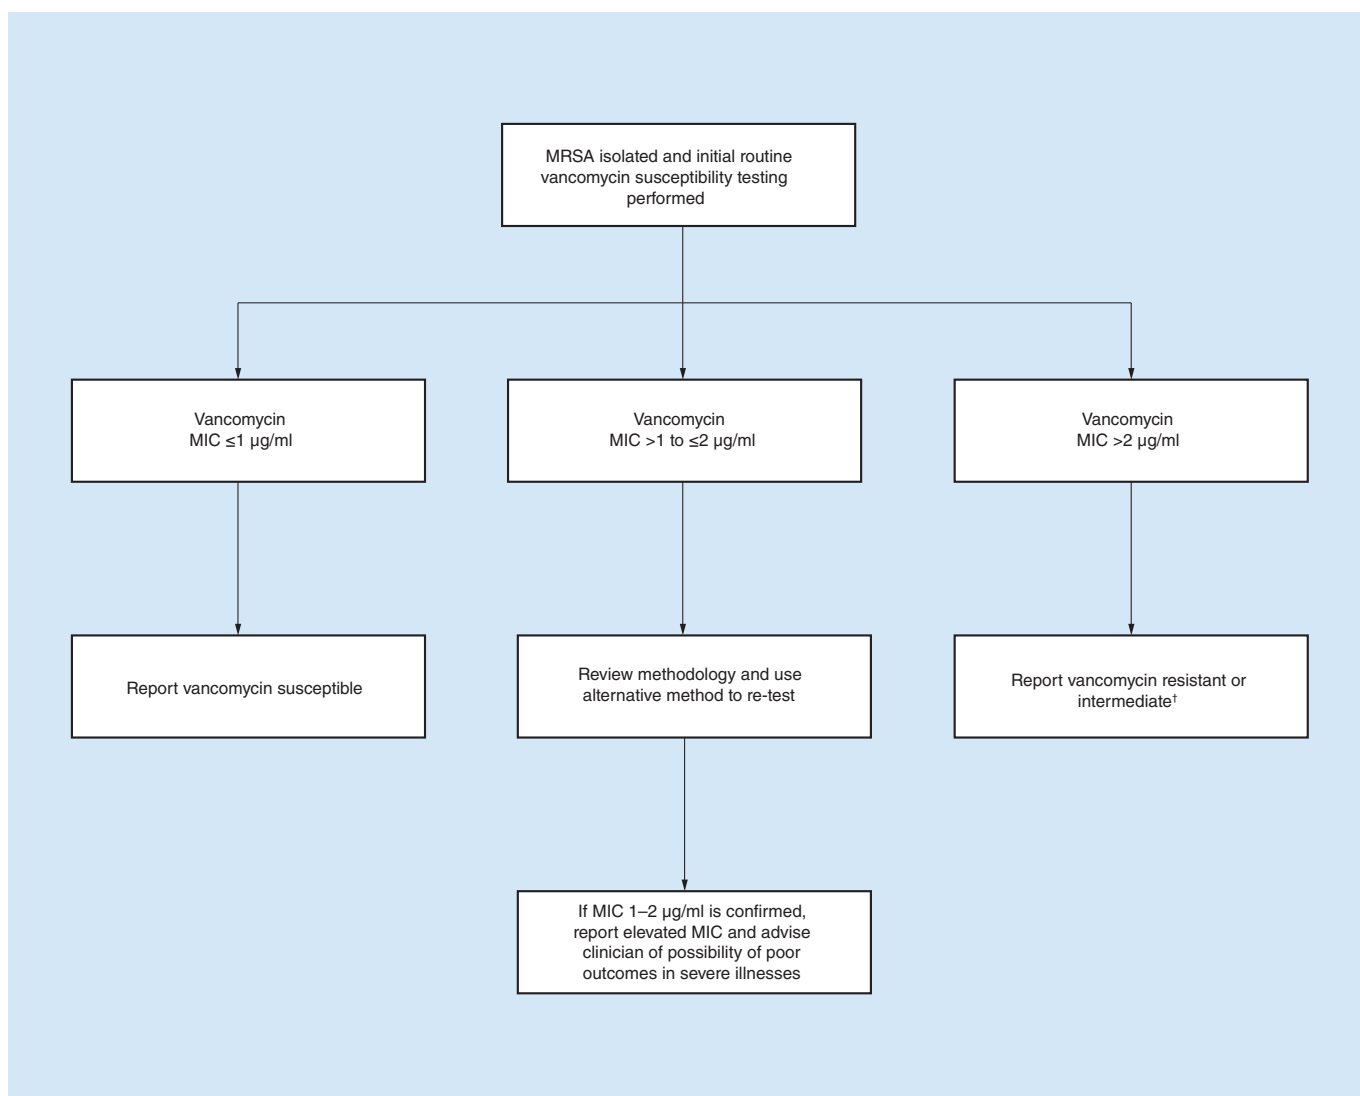 MRSA isolated and initial routine
vancomycin susceptibility testing
performed
Vancomycin
MIC ≤1 µg/ml
Vancomycin
MIC >1 to ≤2 µg/ml
Vancomycin
MIC >2 µg/ml
Report vancomycin susceptible
Review methodology and use
alternative method to re-test
Report vancomycin resistant or
intermediate†
If MIC 1–2 µg/ml is confirmed,
report elevated MIC and advise
clinician of possibility of poor
outcomes in severe illnesses